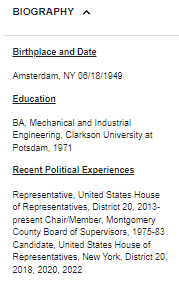 BIOGRAPHY
Birthplace and Date
Amsterdam, NY 06/18/1949
Education
BA, Mechanical and Industrial
Engineering, Clarkson University at
Potsdam, 1971
Recent Political Experiences
Representative, United States House
of Representatives, District 20, 2013-
present Chair/Member, Montgomery
County Board of Supervisors, 1975-83
Candidate, United States House of
Representatives, New York, District 20,
2018, 2020, 2022